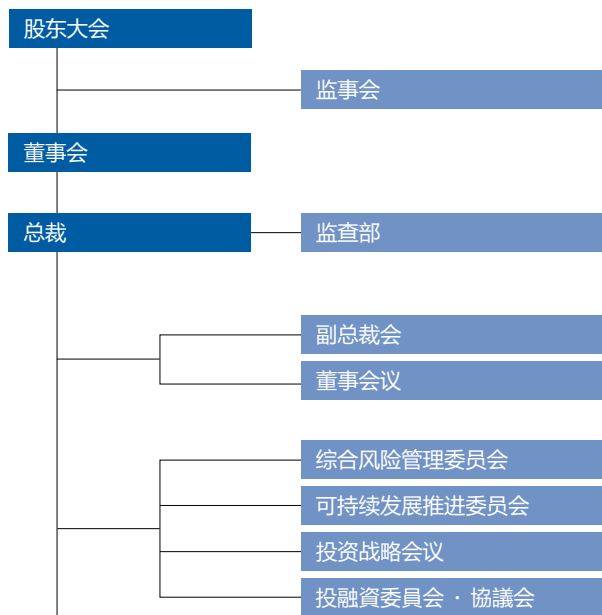 股东大会
监事会
董事会
总裁
监查部
副总裁会
董事会议
综合风险管理委员会
可持续发展推进委员会
投资战略会议
投融資委員会 · 協議会